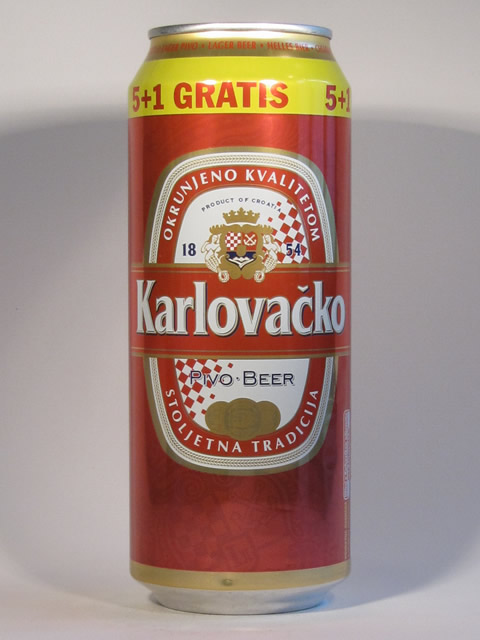 LAGER BEER • HELLES BIER
5+1 GRATIS 5+1
OKRUNJENO KVALITETOM
PRODUCT OF CROATIA
18 54
Karlovačko
PIVO · BEER
STOLJETNA TRADICIJA